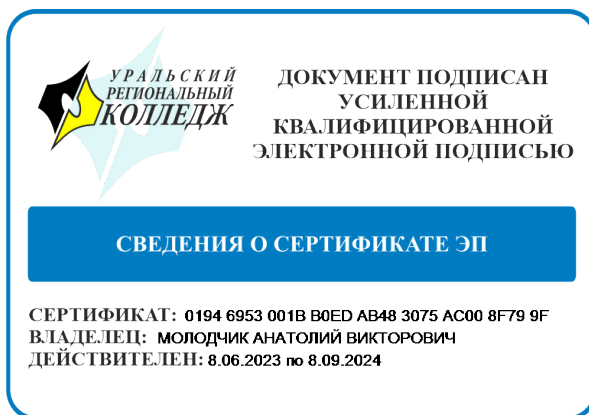 УРАЛЬСКИЙ
РЕГИОНАЛЬНЫЙ
КОЛЛЕДЖ
ДОКУМЕНТ ПОДПИСАН
УСИЛЕННОЙ
КВАЛИФИЦИРОВАННОЙ
ЭЛЕКТРОННОЙ ПОДПИСЬЮ
СВЕДЕНИЯ О СЕРТИФИКАТЕ ЭП
СЕРТИФИКАТ: 0194 6953 001B B0ED AB48 3075 AC00 8F79 9F
ВЛАДЕЛЕЦ: МОЛОДЧИК АНАТОЛИЙ ВИКТОРОВИЧ
ДЕЙСТВИТЕЛЕН: 8.06.2023 по 8.09.2024